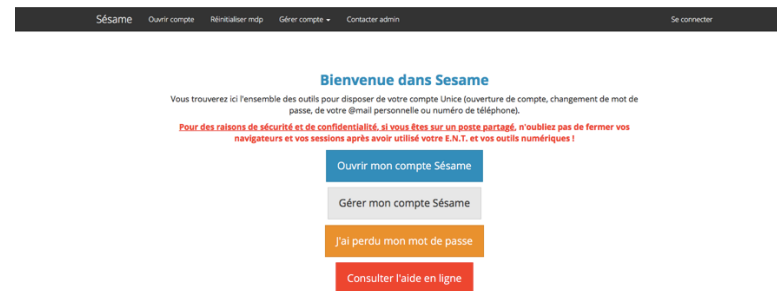 Sésame Ouvrir compte Réinitialiser mdp Gérer compte Contacter admin Se connecter
Bienvenue dans Sesame
Vous trouverez ici l'ensemble des outils pour disposer de votre compte Unice (ouverture de compte, changement de mot de
passe, de votre @mail personnelle ou numéro de téléphone).
Pour des raisons de sécurité et de confidentialité, si vous êtes sur un poste partagé, n'oubliez pas de fermer vos
navigateurs et vos sessions après avoir utilisé votre E.N.T. et vos outils numériques !
Ouvrir mon compte Sésame
Gérer mon compte Sésame
J'ai perdu mon mot de passe
Consulter l'aide en ligne